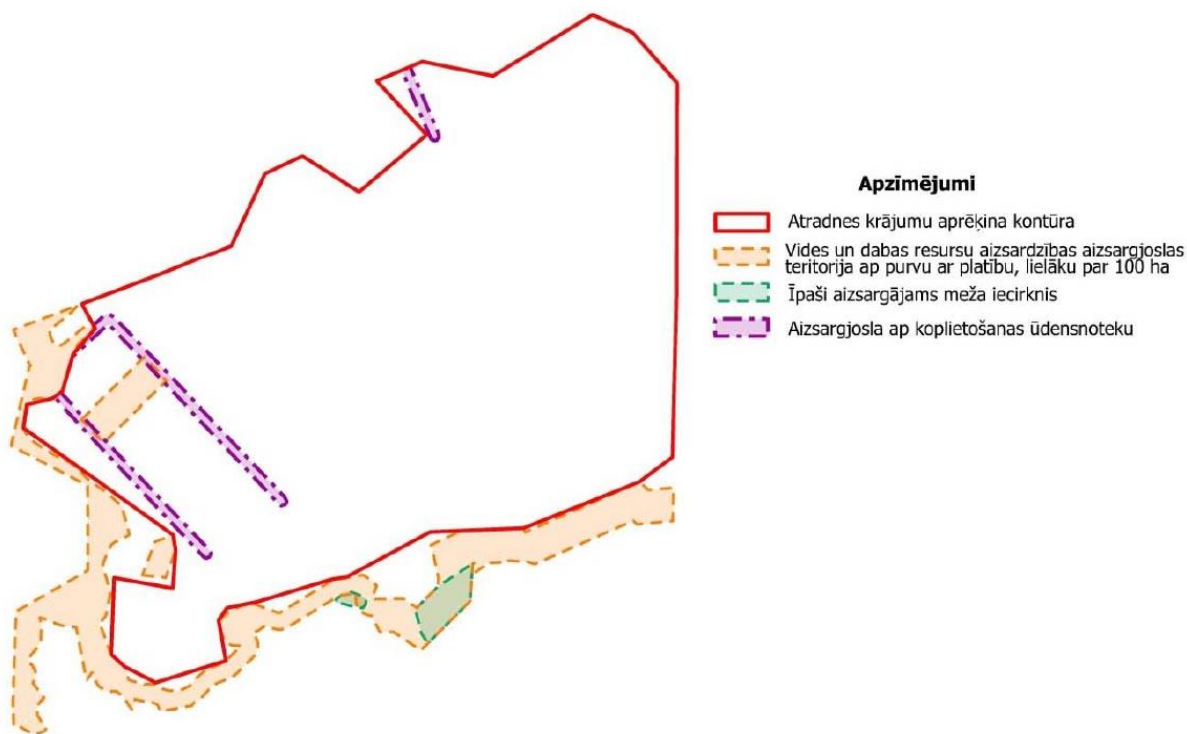 Apzīmējumi
Atradnes krājumu aprēķina kontūra
Vides un dabas resursu aizsardzības aizsargjoslas
teritorija ap purvu ar platību, lielāku par 100 ha
Īpaši aizsargājams meža iecirknis
Aizsargjosla ap koplietošanas ūdensnoteku